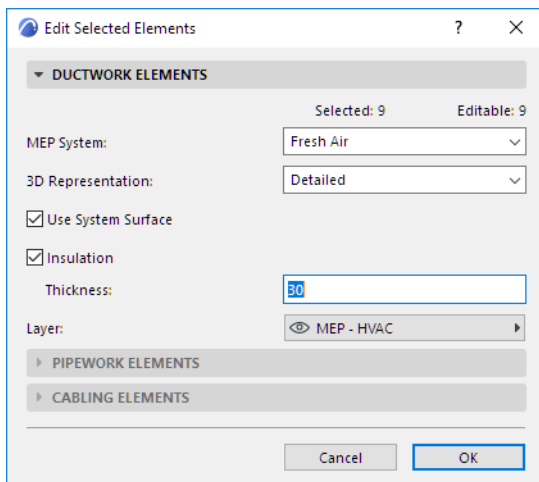 Edit Selected Elements
DUCTWORK ELEMENTS
Selected: 9 Editable: 9
MEP System: Fresh Air
3D Representation: Detailed
Use System Surface
Insulation
Thickness: 30
Layer: MEP - HVAC
PIPEWORK ELEMENTS
CABLING ELEMENTS
Cancel OK